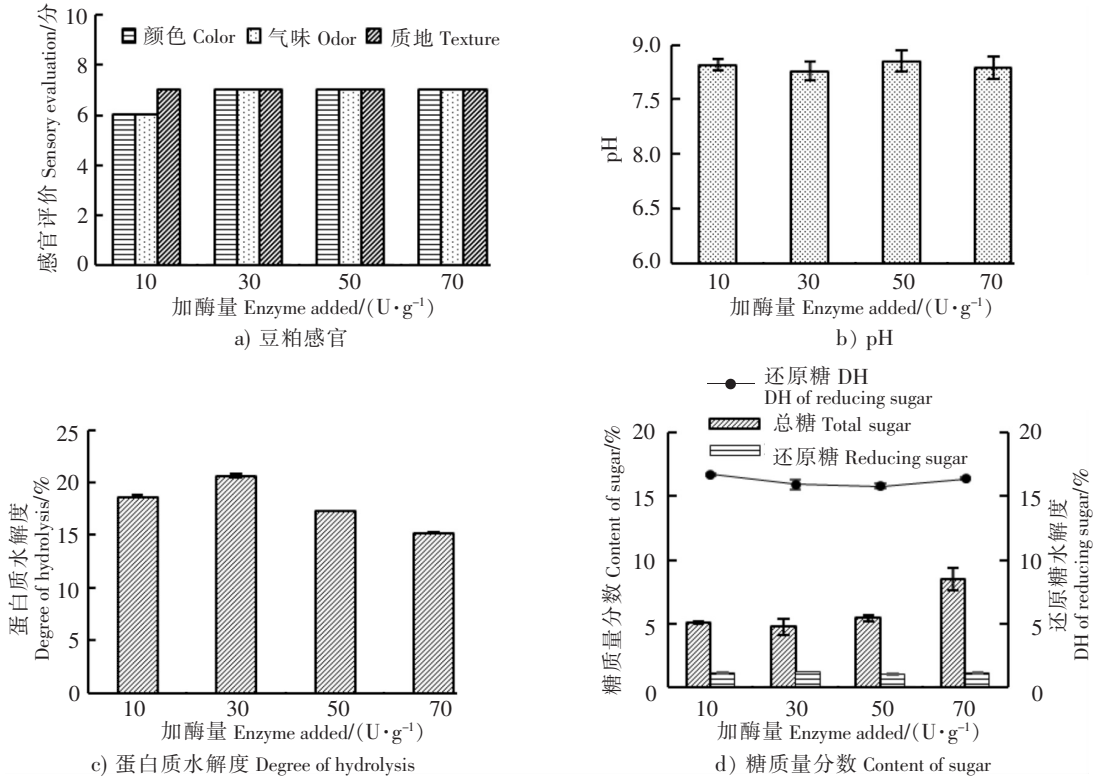 感官评价 Sensory evaluation/分
10
8
6
4
2
0
颜色 Color 气味 Odor 质地 Texture
10 30 50 70
加酶量 Enzyme added/(U·g⁻¹)
a) 豆粕感官
pH
9.0
7.5
8.0
6.5
6.0
10 30 50 70
加酶量 Enzyme added/(U·g⁻¹)
b) pH
蛋白质水解度
Degree of hydrolysis/%
25
20
15
10
5
0
10 30 50 70
加酶量 Enzyme added/(U·g⁻¹)
c) 蛋白质水解度 Degree of hydrolysis
还原糖 DH
DH of reducing sugar
总糖 Total sugar
还原糖 Reducing sugar
糖质量分数 Content of sugar/%
20
15
10
5
0
20
15
10
5
0
还原糖水解度
DH of reducing sugar/%
10 30 50 70
加酶量 Enzyme added/(U·g⁻¹)
d) 糖质量分数 Content of sugar